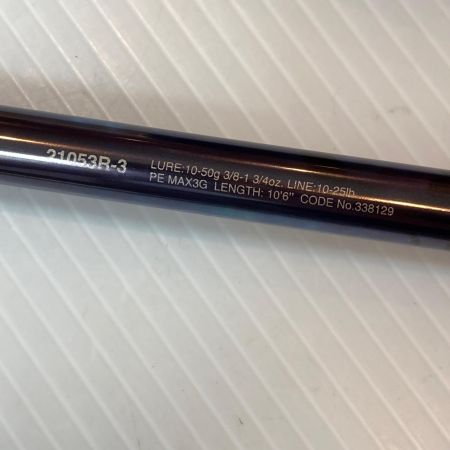 21053R-3
LURE:10-50g 3/8-1 3/4oz. LINE:10-25lb.
PE MAX3G LENGTH: 10'6" CODE No.338129